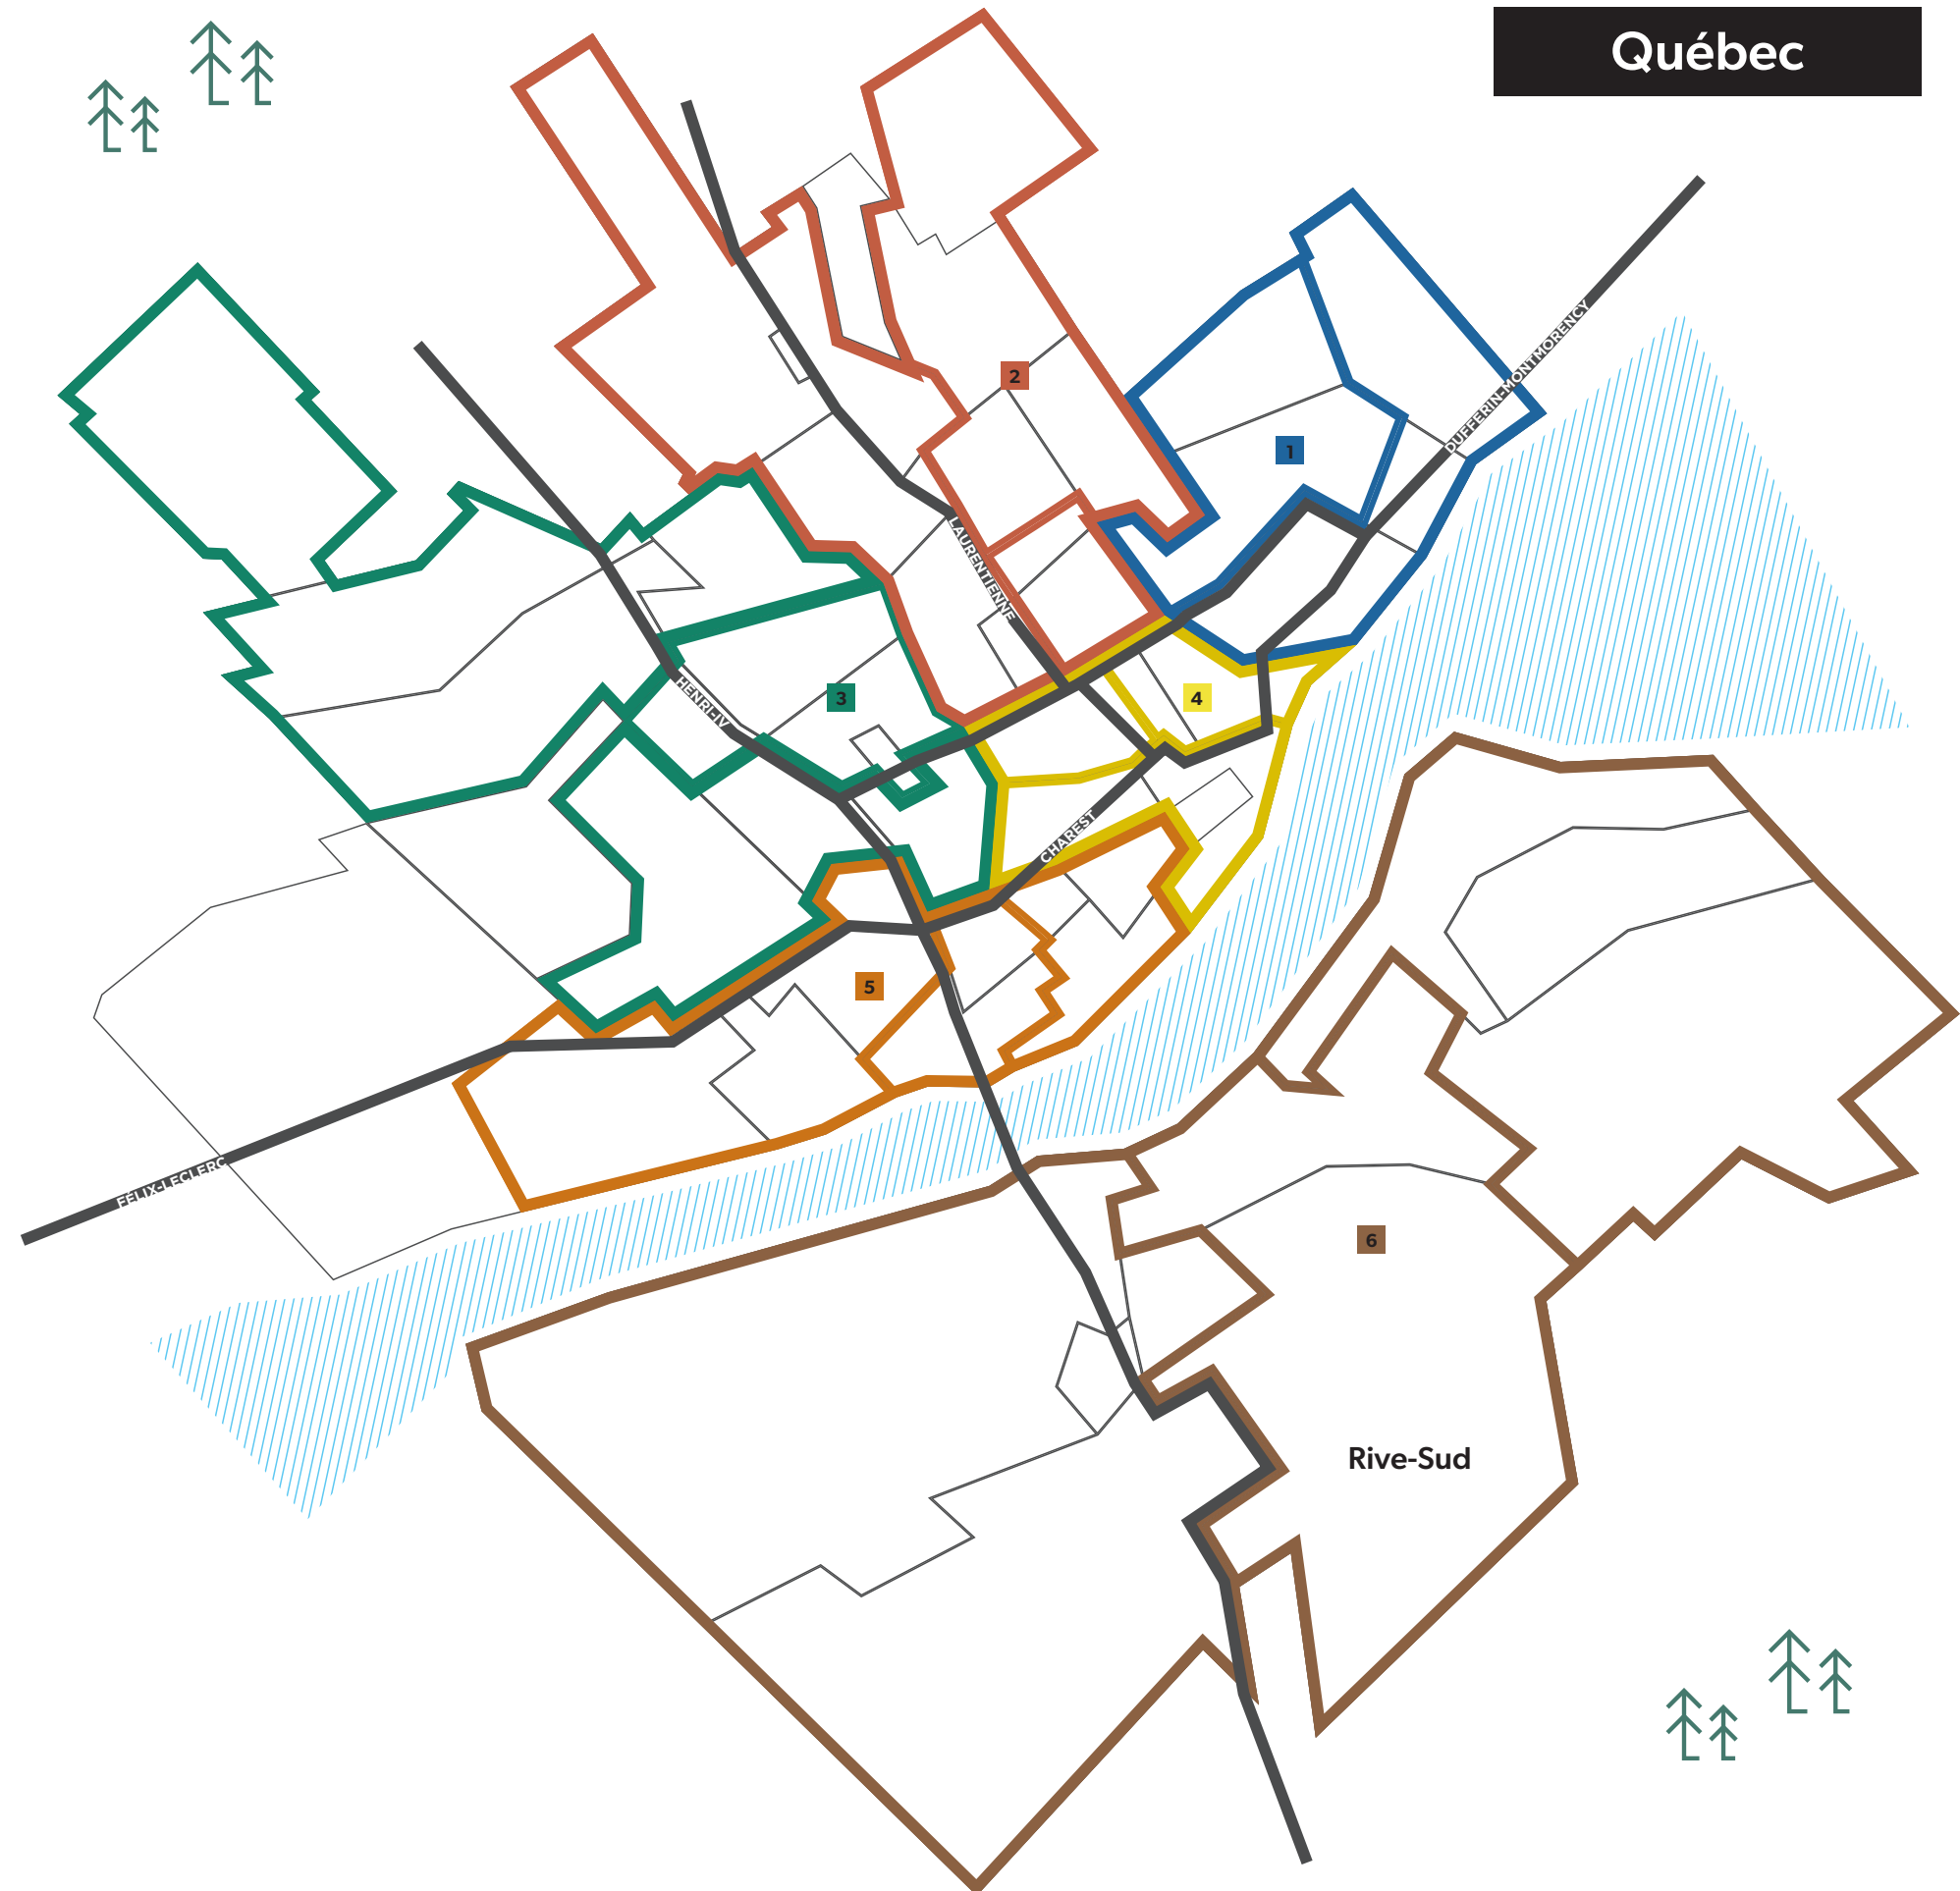 Québec
DUFFERIN-MONTMORENCY
2
1
LAURENTIENNE
HENRI-IV
3
4
CHAREST
5
FÉLIX-LECLERC
6
Rive-Sud